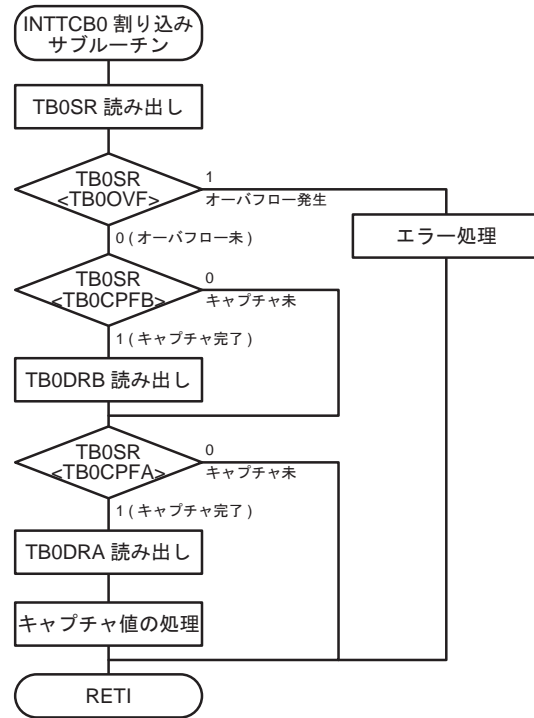 INTTCB0 割り込み
サブルーチン
TB0SR 読み出し
TB0SR
<TB0OVF>
1
オーバフロー発生
0 ( オーバフロー未 )
エラー処理
TB0SR
<TB0CPFB>
0
キャプチャ未
1 ( キャプチャ完了 )
TB0DRB 読み出し
TB0SR
<TB0CPFA>
0
キャプチャ未
1 ( キャプチャ完了 )
TB0DRA 読み出し
キャプチャ値の処理
RETI